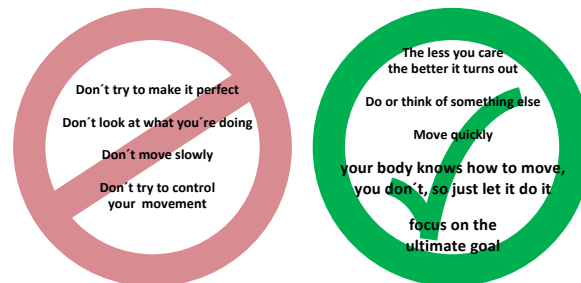 Don´t try to make it perfect
Don´t look at what you´re doing
Don´t move slowly
Don´t try to control
your movement
The less you care
the better it turns out
Do or think of something else
Move quickly
your body knows how to move,
you don´t, so just let it do it
focus on the
ultimate goal